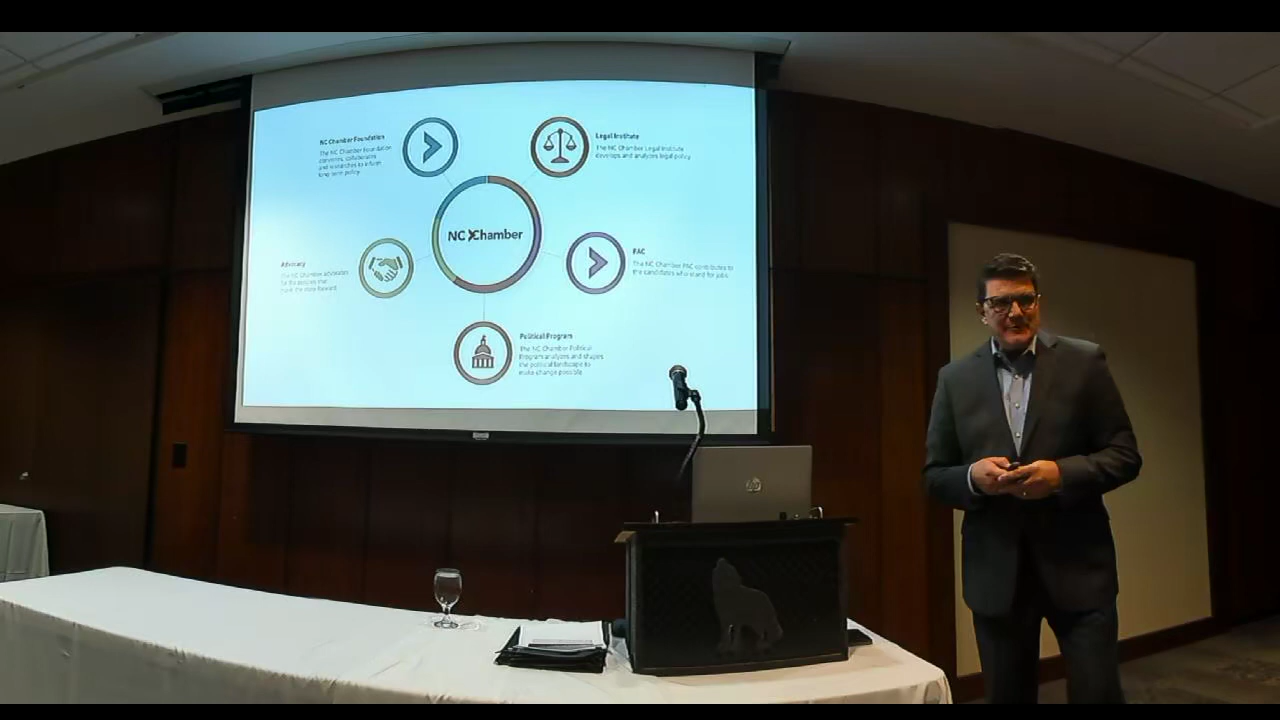 NC Chamber Foundation
The NC Chamber Foundation
convenes, collaborates
and researches to inform
long-term policy.
Legal Institute
The NC Chamber Legal Institute
develops and analyzes legal policy.
NC Chamber
Advocacy
The NC Chamber advocates
for the policies that
move the state forward.
PAC
The NC Chamber PAC contributes to
the candidates who stand for jobs.
Political Program
The NC Chamber Political
Program analyzes and shapes
the political landscape to
make change possible.
hp